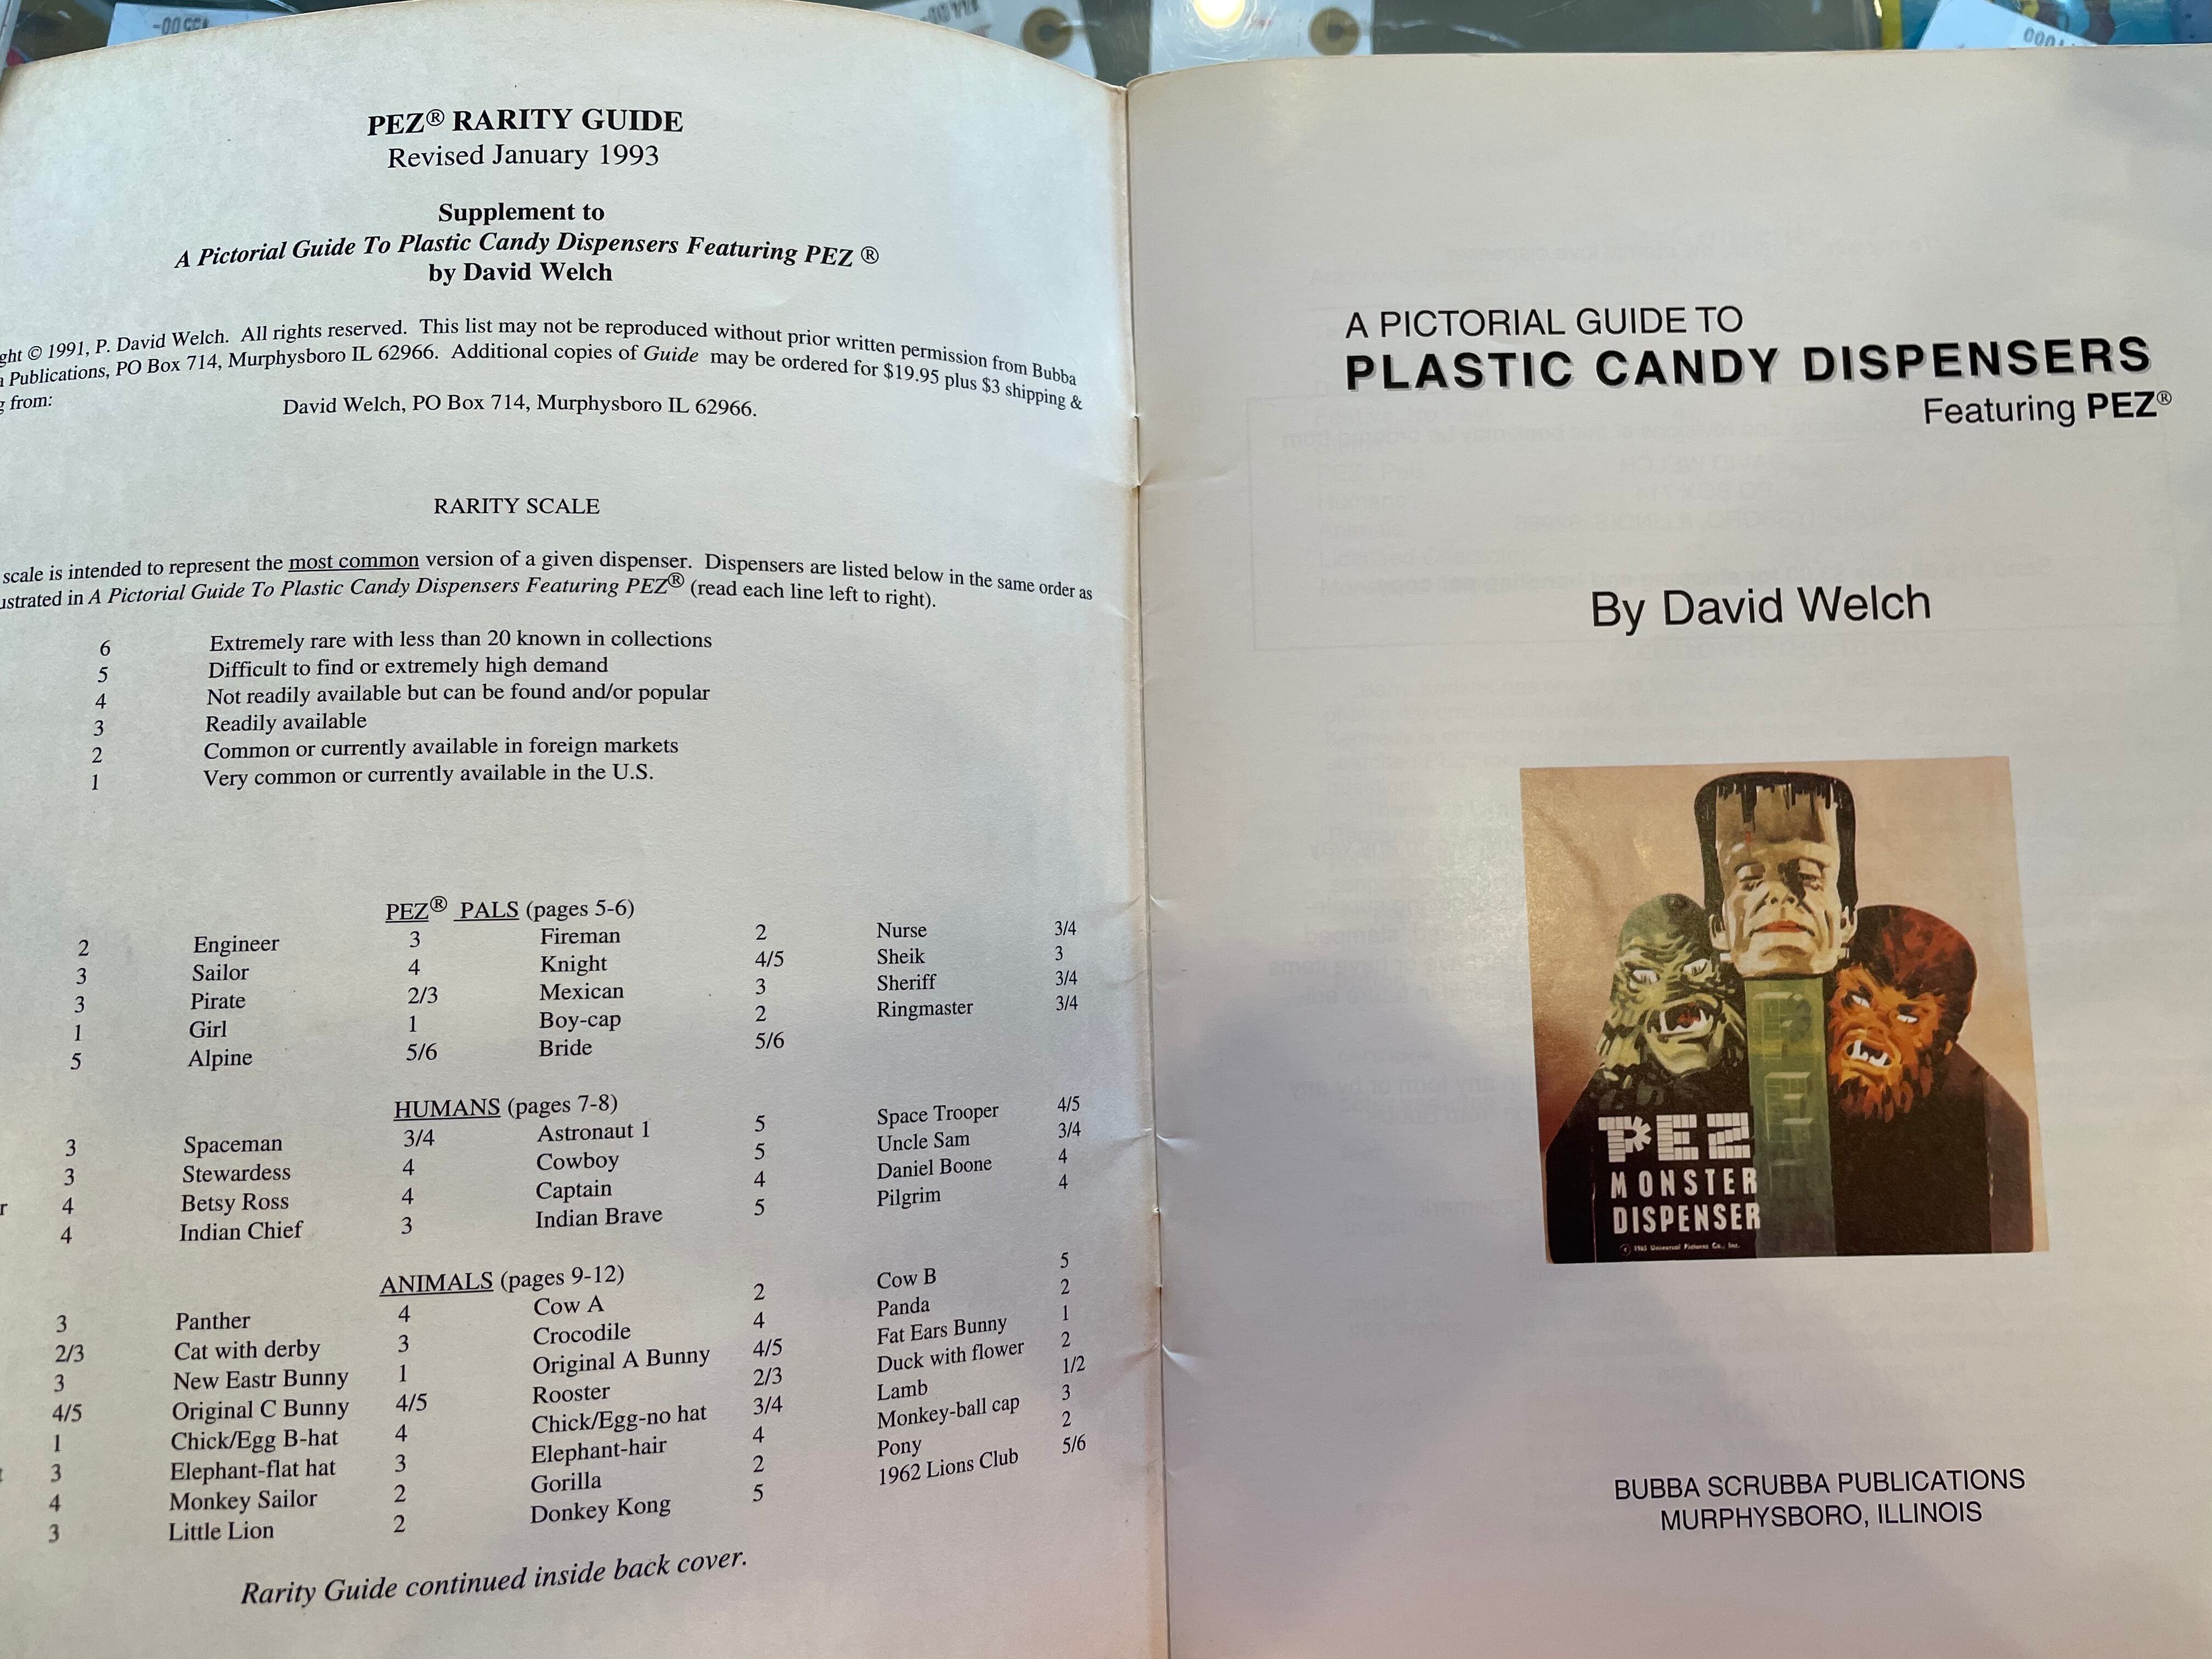 PEZ® RARITY GUIDE
Revised January 1993
Supplement to
A Pictorial Guide To Plastic Candy Dispensers Featuring PEZ ®
by David Welch
ght © 1991, P. David Welch. All rights reserved. This list may not be reproduced without prior written permission from Bubba
a Publications, PO Box 714, Murphysboro IL 62966. Additional copies of Guide may be ordered for $19.95 plus $3 shipping &
g from:
David Welch, PO Box 714, Murphysboro IL 62966.
RARITY SCALE
scale is intended to represent the most common version of a given dispenser. Dispensers are listed below in the same order as
ustrated in A Pictorial Guide To Plastic Candy Dispensers Featuring PEZ® (read each line left to right).
6 Extremely rare with less than 20 known in collections
5 Difficult to find or extremely high demand
4 Not readily available but can be found and/or popular
3 Readily available
2 Common or currently available in foreign markets
1 Very common or currently available in the U.S.
PEZ® PALS (pages 5-6)
2 Engineer 3 Fireman 2 Nurse 3/4
3 Sailor 4 Knight 4/5 Sheik 3
3 Pirate 2/3 Mexican 3 Sheriff 3/4
1 Girl 1 Boy-cap 2 Ringmaster 3/4
5 Alpine 5/6 Bride 5/6
HUMANS (pages 7-8)
3 Spaceman 3/4 Astronaut 1 5 Space Trooper 4/5
3 Stewardess 4 Cowboy 5 Uncle Sam 3/4
r 4 Betsy Ross 4 Captain 4 Daniel Boone 4
4 Indian Chief 3 Indian Brave 5 Pilgrim 4
ANIMALS (pages 9-12)
3 Panther 4 Cow A 2 Cow B 5
2/3 Cat with derby 3 Crocodile 4 Panda 2
3 New Eastr Bunny 1 Original A Bunny 4/5 Fat Ears Bunny 1
4/5 Original C Bunny 4/5 Rooster 2/3 Duck with flower 2
1 Chick/Egg B-hat 4 Chick/Egg-no hat 3/4 Lamb 1/2
3 Elephant-flat hat 3 Elephant-hair 4 Monkey-ball cap 3
4 Monkey Sailor 2 Gorilla 2 Pony 2
3 Little Lion 2 Donkey Kong 5 1962 Lions Club 5/6
Rarity Guide continued inside back cover.
A PICTORIAL GUIDE TO
PLASTIC CANDY DISPENSERS
Featuring PEZ®
By David Welch
PEZ
MONSTER
DISPENSER
© 1965 Universal Pictures Co., Inc.
BUBBA SCRUBBA PUBLICATIONS
MURPHYSBORO, ILLINOIS